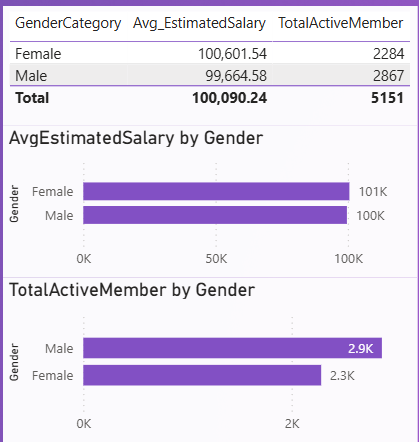 GenderCategory Avg_EstimatedSalary TotalActiveMember
Female 100,601.54 2284
Male 99,664.58 2867
Total 100,090.24 5151
AvgEstimatedSalary by Gender
Gender
Female 101K
Male 100K
0K 50K 100K
TotalActiveMember by Gender
Gender
Male 2.9K
Female 2.3K
0K 2K